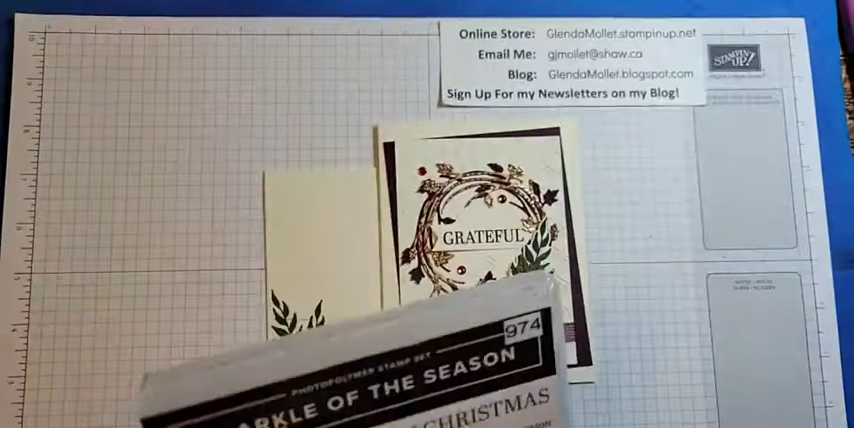 Online Store: GlendaMollet.stampinup.net
Email Me: gjmollet@shaw.ca
Blog: GlendaMollet.blogspot.com
Sign Up For my Newsletters on my Blog!
STAMPIN' UP!
GRATEFUL
974
PHOTOPOLYMER STAMP SET
ARKLE OF THE SEASON
CHRISTMAS